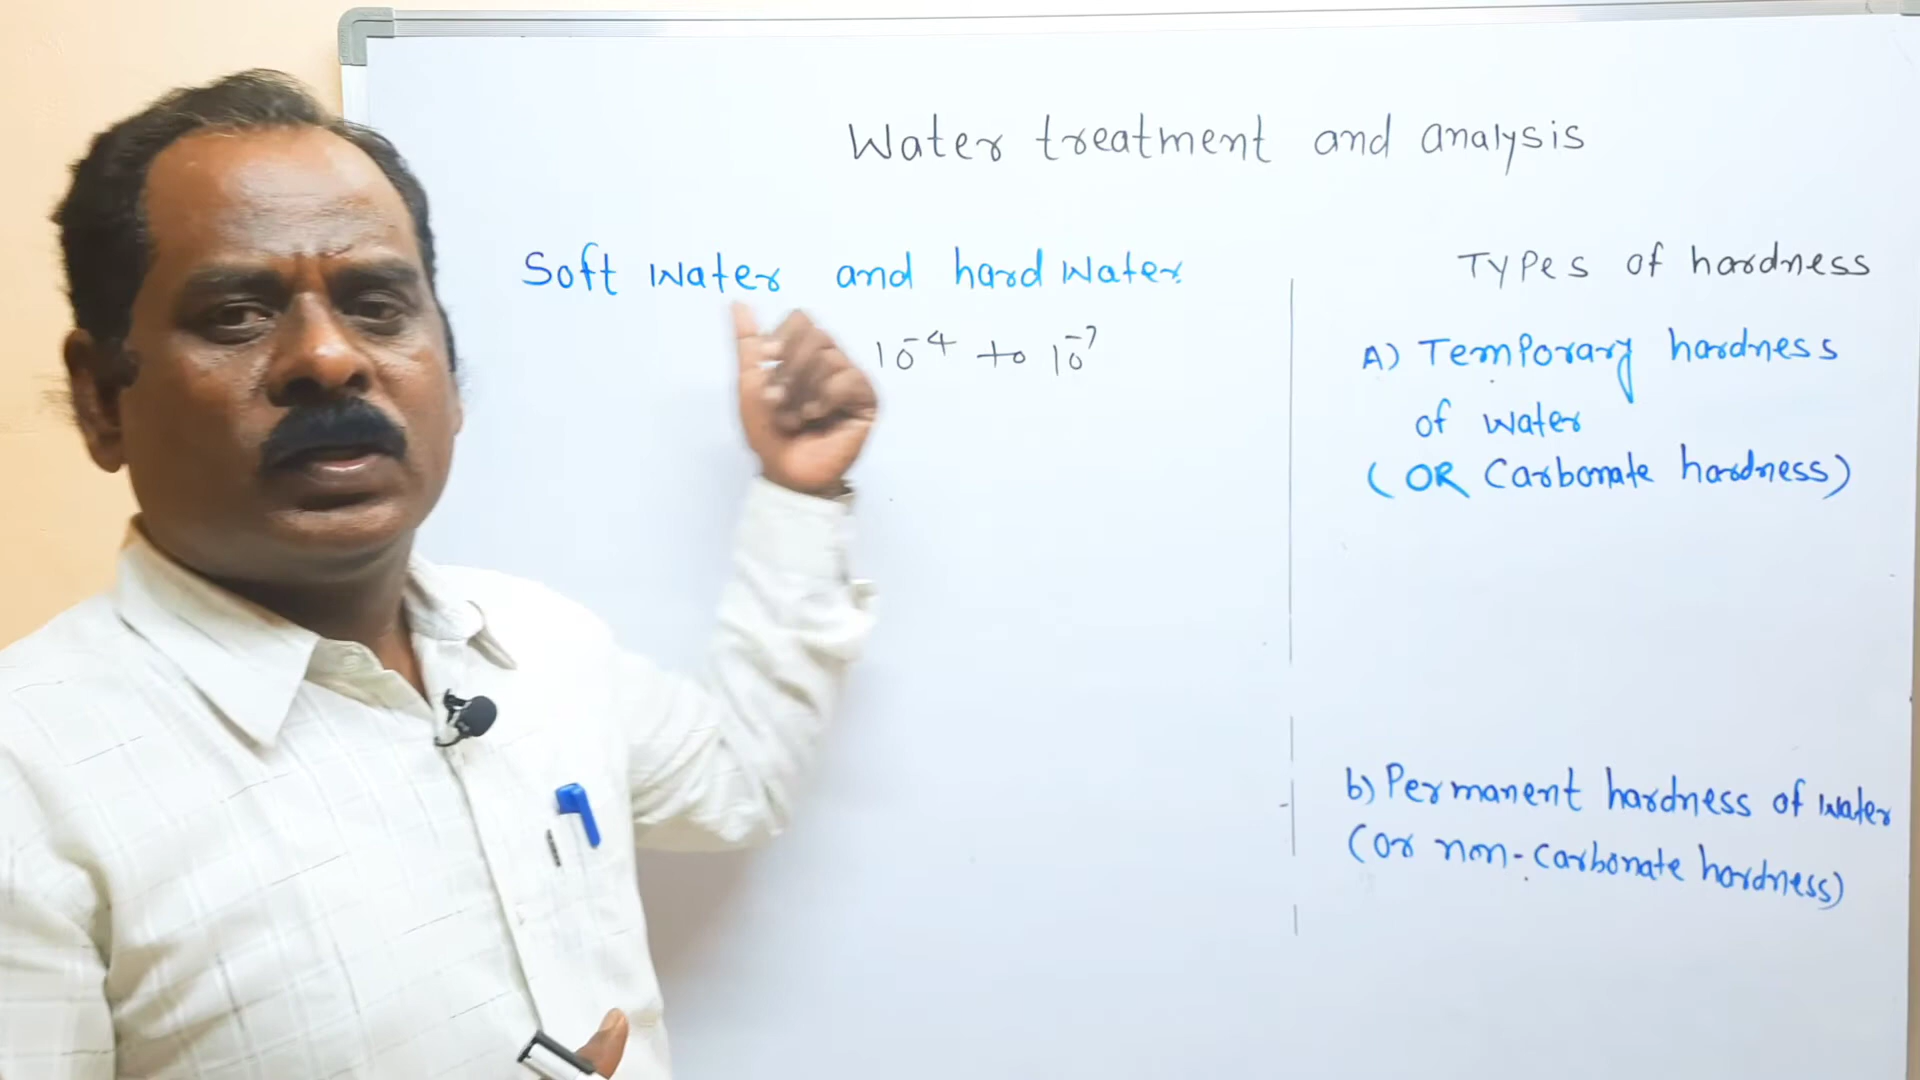 Water treatment and analysis
Soft water and hard water
10⁻⁴ to 10⁻⁷
Types of hardness
A) Temporary hardness
of water
(OR Carbonate hardness)
b) Permanent hardness of water
(or non-carbonate hardness)